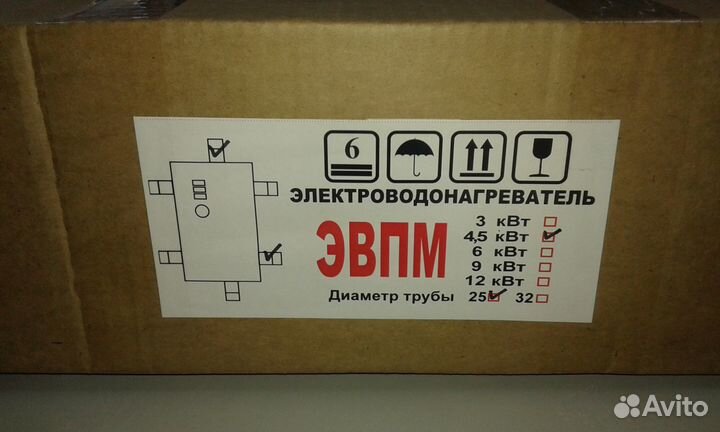 6
ЭЛЕКТРОВОДОНАГРЕВАТЕЛЬ
ЭВПМ
3 кВт
4,5 кВт
6 кВт
9 кВт
12 кВт
Диаметр трубы 25 32
Avito